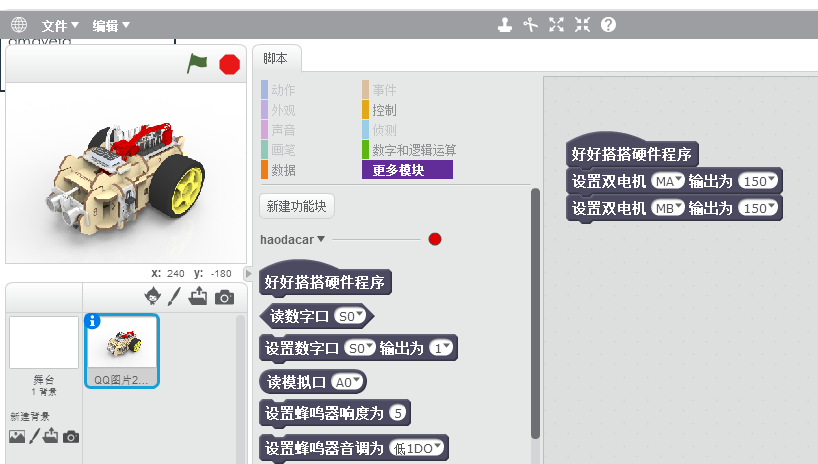 文件 编辑
脚本
动作 事件
外观 控制
声音 侦测
画笔 数字和逻辑运算
数据 更多模块
新建功能块
haodacar
好好搭搭硬件程序
读数字口 S0
设置数字口 S0 输出为 1
读模拟口 A0
设置蜂鸣器响度为 5
设置蜂鸣器音调为 低1DO
好好搭搭硬件程序
设置双电机 MA 输出为 150
设置双电机 MB 输出为 150
x: 240 y: -180
舞台
1 背景
新建背景
QQ图片2...